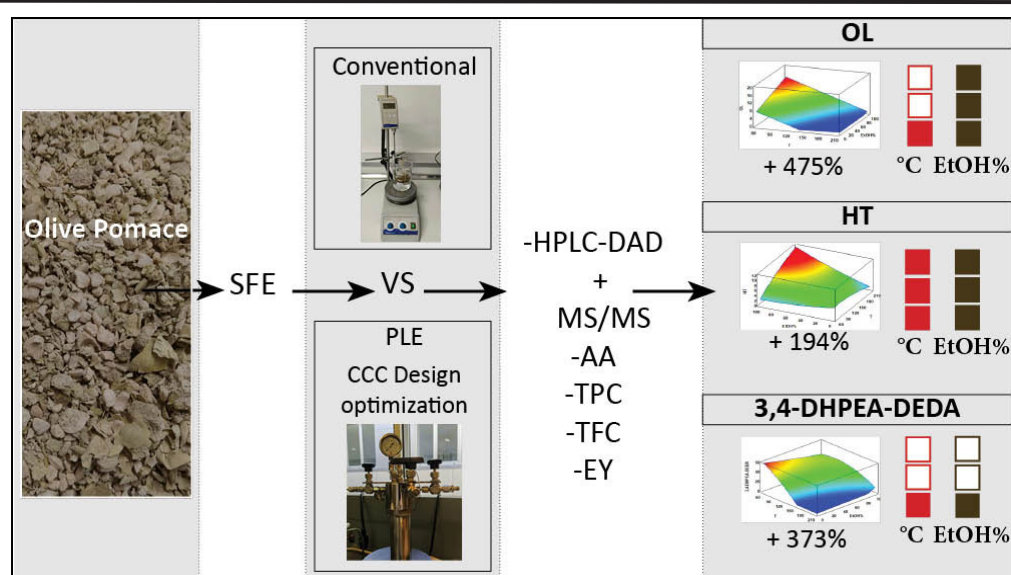 Olive Pomace
SFE
Conventional
VS
PLE
CCC Design
optimization
-HPLC-DAD
+
MS/MS
-AA
-TPC
-TFC
-EY
OL
+ 475%
°C EtOH%
HT
+ 194%
°C EtOH%
3,4-DHPEA-DEDA
+ 373%
°C EtOH%